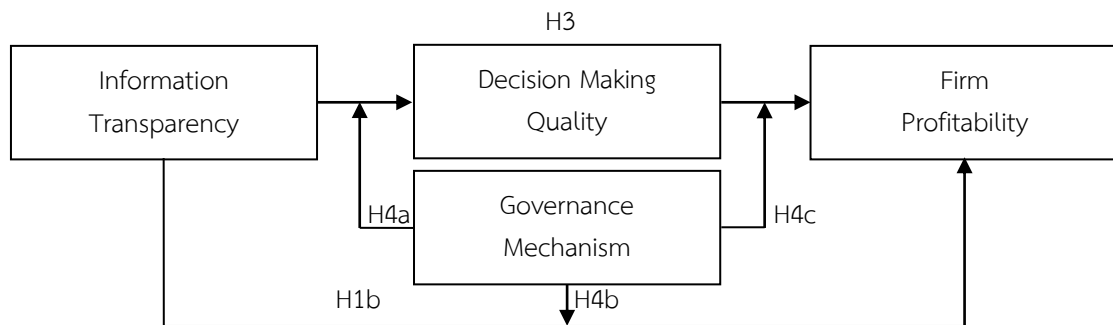 H3
Information
Transparency
Decision Making
Quality
Firm
Profitability
H4a
Governance
Mechanism
H4c
H1b
H4b